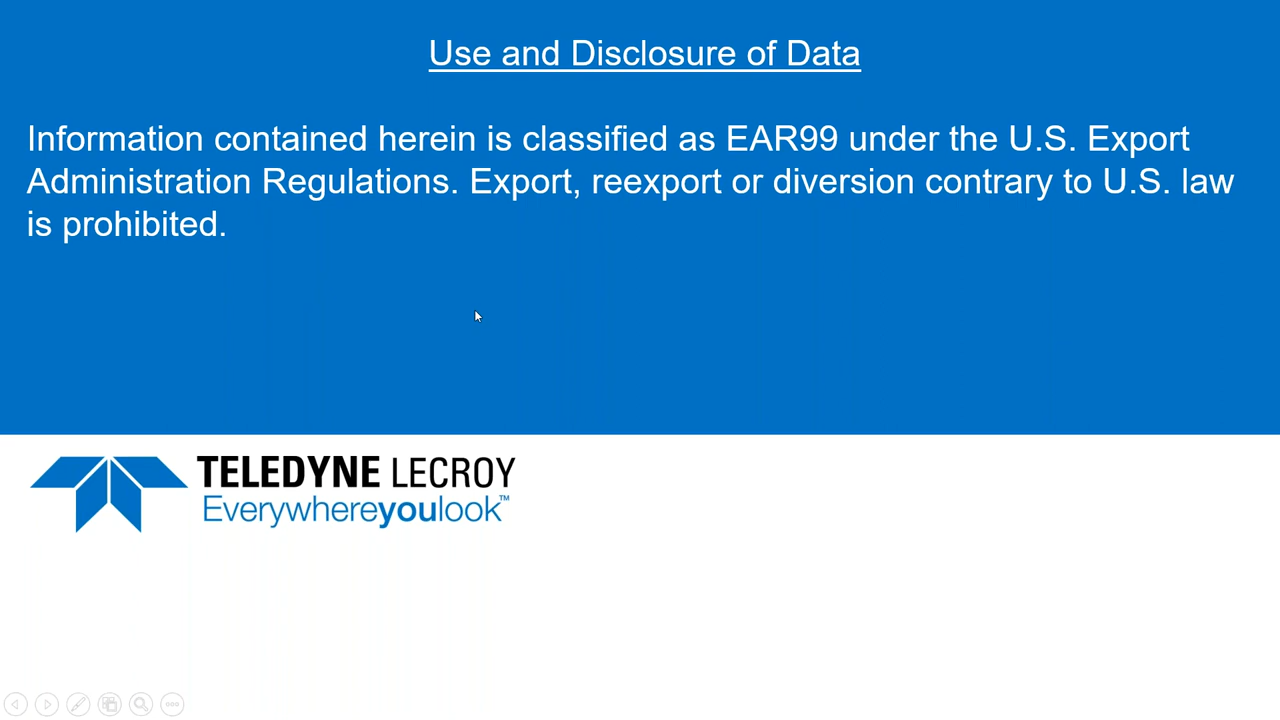 Use and Disclosure of Data
Information contained herein is classified as EAR99 under the U.S. Export
Administration Regulations. Export, reexport or diversion contrary to U.S. law
is prohibited.
TELEDYNE LECROY
Everywhereyoulook™